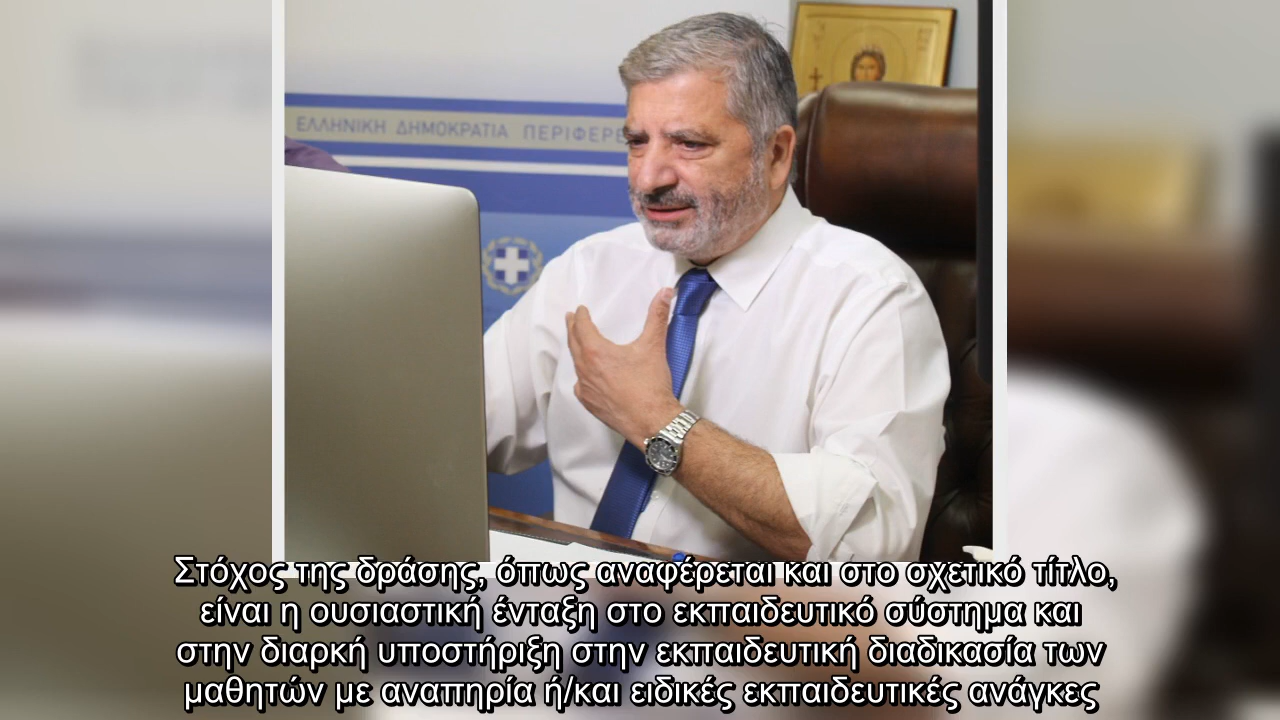 ΕΛΛΗΝΙΚΗ ΔΗΜΟΚΡΑΤΙΑ
Στόχος της δράσης, όπως αναφέρεται και στο σχετικό τίτλο,
είναι η ουσιαστική ένταξη στο εκπαιδευτικό σύστημα και
στην διαρκή υποστήριξη στην εκπαιδευτική διαδικασία των
μαθητών με αναπηρία ή/και ειδικές εκπαιδευτικές ανάγκες